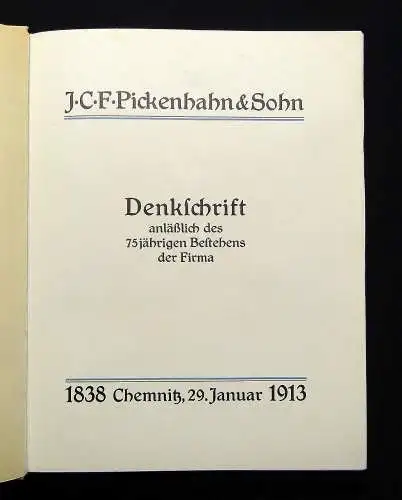 J·C·F·Pickenhahn & Sohn
Denkſchrift
anläßlich des
75jährigen Beſtehens
der Firma
1838 Chemnitz, 29. Januar 1913